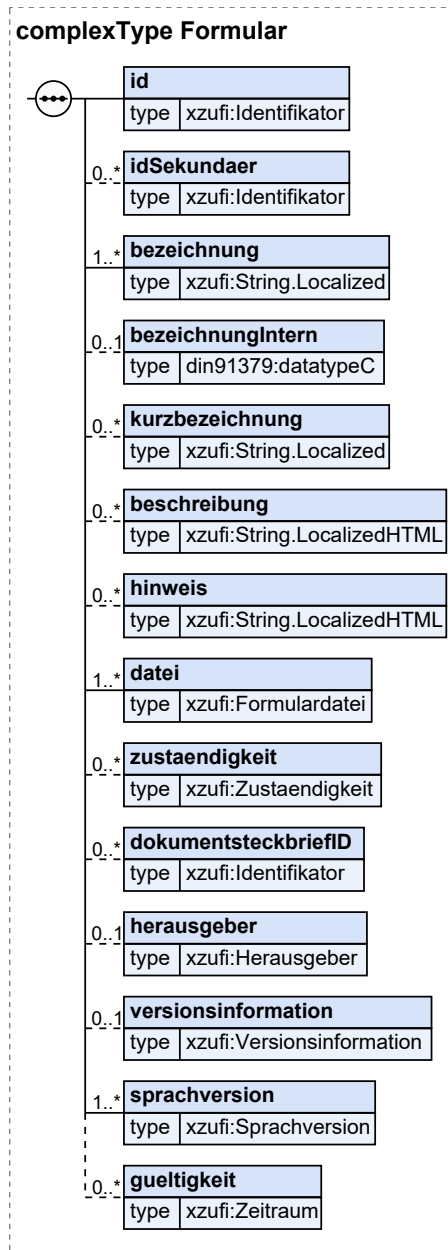 complexType Formular
id
type xzufi:Identifikator
0..* idSekundaer
type xzufi:Identifikator
1..* bezeichnung
type xzufi:String.Localized
0..1 bezeichnungIntern
type din91379:datatypeC
0..* kurzbezeichnung
type xzufi:String.Localized
0..* beschreibung
type xzufi:String.LocalizedHTML
0..* hinweis
type xzufi:String.LocalizedHTML
1..* datei
type xzufi:Formulardatei
0..* zustaendigkeit
type xzufi:Zustaendigkeit
0..* dokumentsteckbriefID
type xzufi:Identifikator
0..1 herausgeber
type xzufi:Herausgeber
0..1 versionsinformation
type xzufi:Versionsinformation
1..* sprachversion
type xzufi:Sprachversion
0..* gueltigkeit
type xzufi:Zeitraum